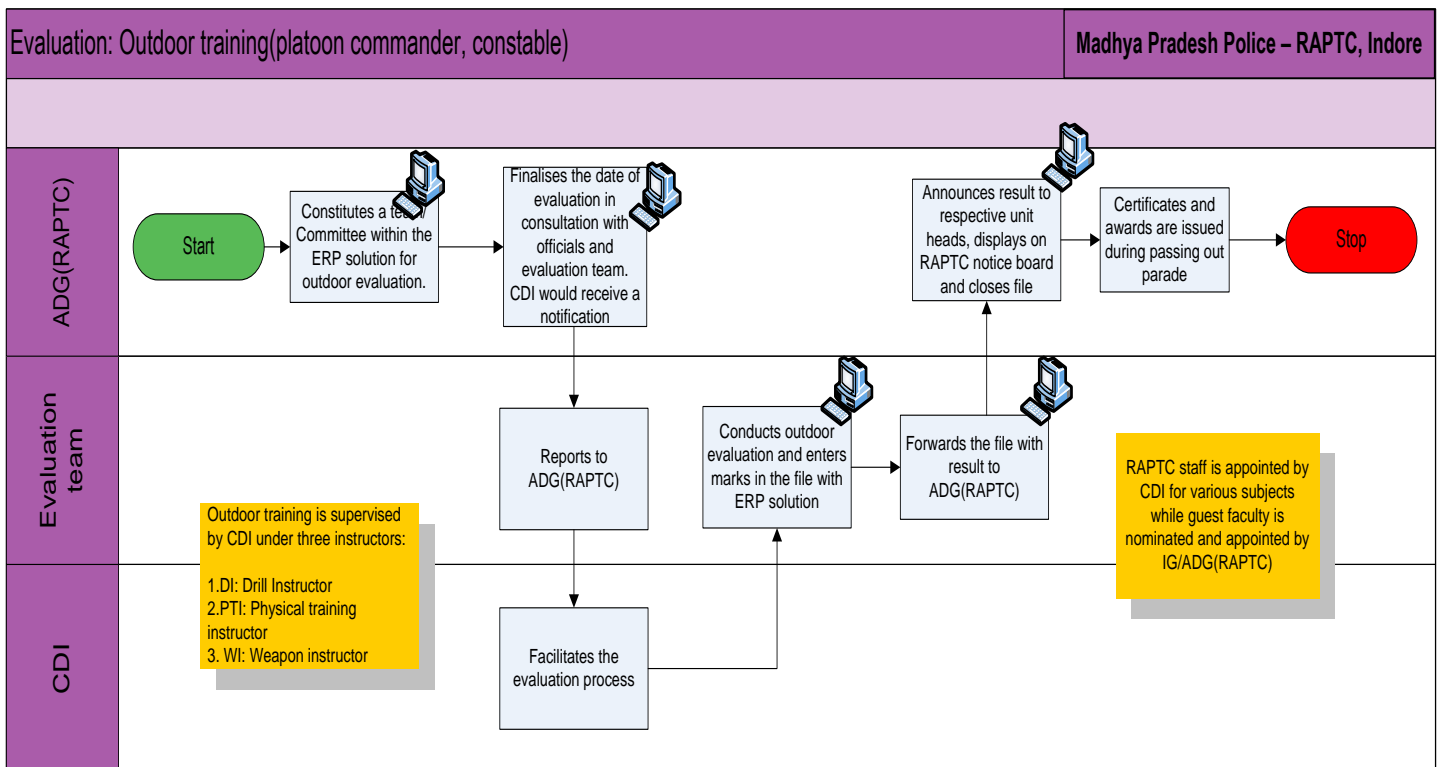 Evaluation: Outdoor training(platoon commander, constable)
Madhya Pradesh Police – RAPTC, Indore
ADG(RAPTC)
Start
Constitutes a team/
Committee within the
ERP solution for
outdoor evaluation.
Finalises the date of
evaluation in
consultation with
officials and
evaluation team.
CDI would receive a
notification
Announces result to
respective unit
heads, displays on
RAPTC notice board
and closes file
Certificates and
awards are issued
during passing out
parade
Stop
Evaluation
team
Reports to
ADG(RAPTC)
Conducts outdoor
evaluation and enters
marks in the file with
ERP solution
Forwards the file with
result to
ADG(RAPTC)
RAPTC staff is appointed by
CDI for various subjects
while guest faculty is
nominated and appointed by
IG/ADG(RAPTC)
Outdoor training is supervised
by CDI under three instructors:
1.DI: Drill Instructor
2.PTI: Physical training
instructor
3. WI: Weapon instructor
CDI
Facilitates the
evaluation process